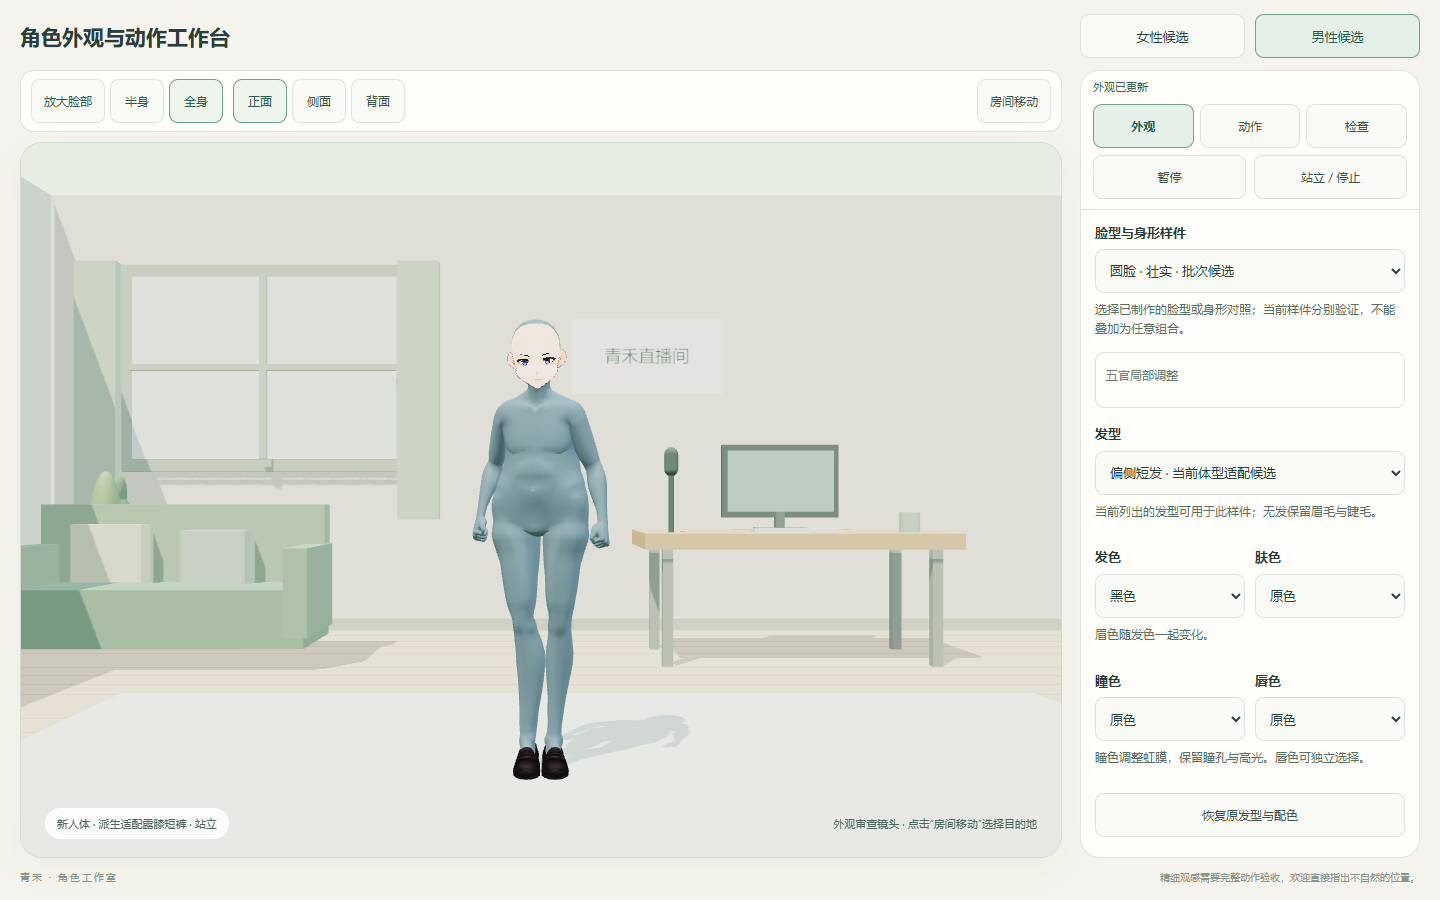 角色外观与动作工作台
女性候选
男性候选
放大脸部
半身
全身
正面
侧面
背面
房间移动
外观已更新
外观
动作
检查
暂停
站立 / 停止
脸型与身形样件
圆脸 · 壮实 · 批次候选
选择已制作的脸型或身形对照；当前样件分别验证，不能
叠加为任意组合。
五官局部调整
发型
偏侧短发 · 当前体型适配候选
当前列出的发型可用于此样件；无发保留眉毛与睫毛。
发色
肤色
黑色
原色
眉色随发色一起变化。
瞳色
唇色
原色
原色
瞳色调整虹膜，保留瞳孔与高光。唇色可独立选择。
恢复原发型与配色
青禾直播间
新人体 · 派生适配露膝短裤 · 站立
外观审查镜头 · 点击“房间移动”选择目的地
青禾 · 角色工作室
精细观感需要完整动作验收，欢迎直接指出不自然的位置。